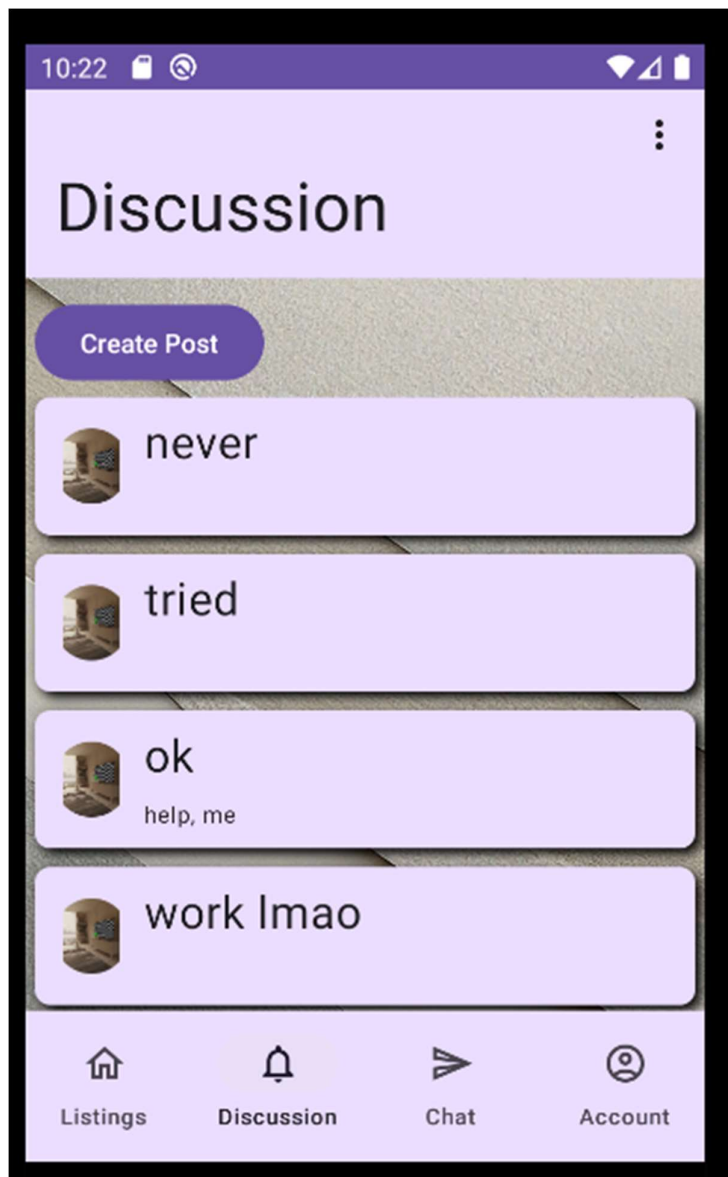 10:22
Discussion
Create Post
never
tried
ok
help, me
work lmao
Listings
Discussion
Chat
Account